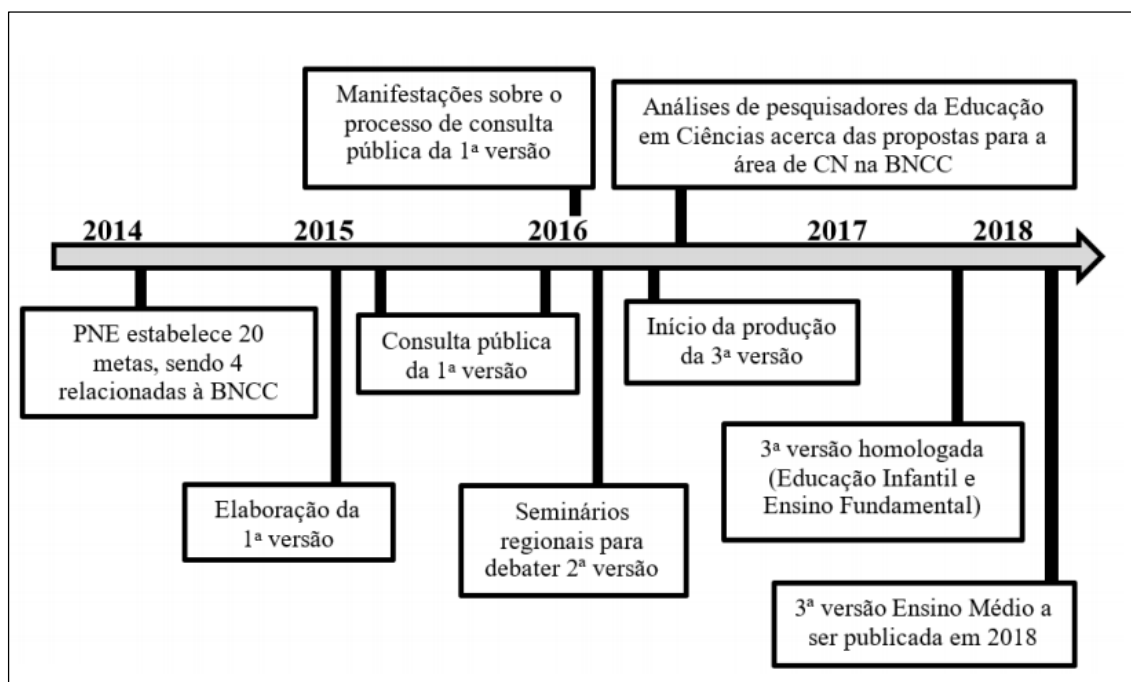 Manifestações sobre o
processo de consulta
pública da 1ª versão
Análises de pesquisadores da Educação
em Ciências acerca das propostas para a
área de CN na BNCC
2014
2015
2016
2017
2018
PNE estabelece 20
metas, sendo 4
relacionadas à BNCC
Consulta pública
da 1ª versão
Início da produção
da 3ª versão
Elaboração da
1ª versão
Seminários
regionais para
debater 2ª versão
3ª versão homologada
(Educação Infantil e
Ensino Fundamental)
3ª versão Ensino Médio a
ser publicada em 2018